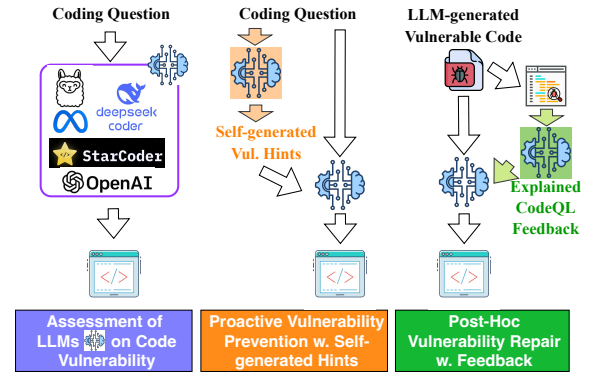 Coding Question
deepseek
coder
StarCoder
OpenAI
</>
Assessment of
LLMs on Code
Vulnerability
Coding Question
Self-generated
Vul. Hints
</>
Proactive Vulnerability
Prevention w. Self-
generated Hints
LLM-generated
Vulnerable Code
Explained
CodeQL
Feedback
</>
Post-Hoc
Vulnerability Repair
w. Feedback